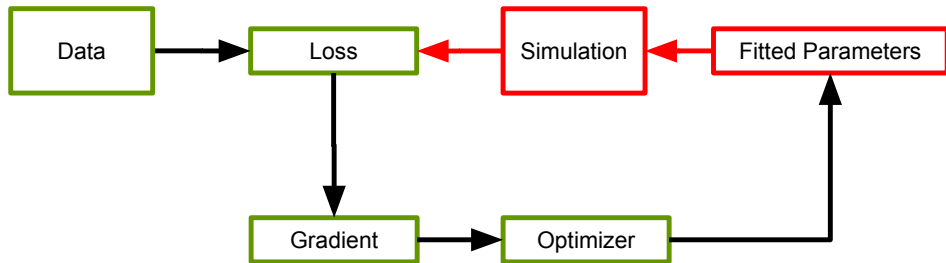 Data
Loss
Simulation
Fitted Parameters
Gradient
Optimizer